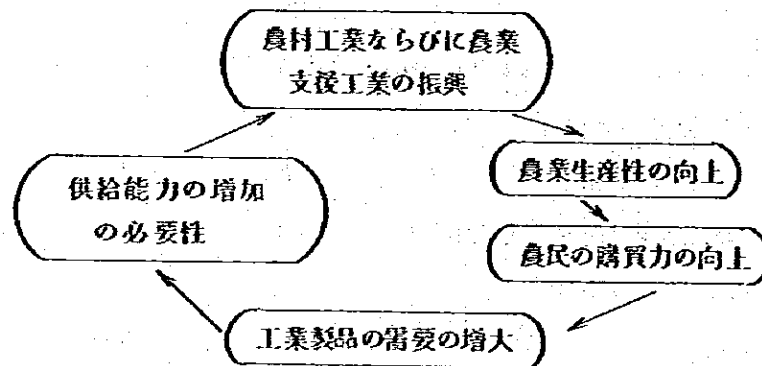 農村工業ならびに農業
支援工業の振興
農業生産性の向上
農民の購買力の向上
工業製品の需要の増大
供給能力の増加
の必要性